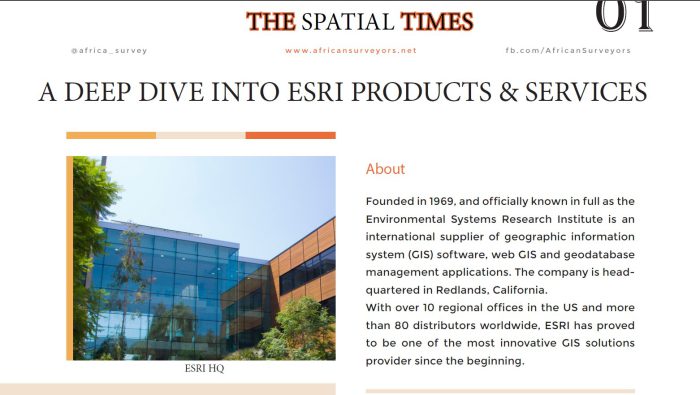 THE SPATIAL TIMES
01
@africa_survey
www.africansurveyors.net
fb.com/AfricanSurveyors
A DEEP DIVE INTO ESRI PRODUCTS & SERVICES
About
Founded in 1969, and officially known in full as the
Environmental Systems Research Institute is an
international supplier of geographic information
system (GIS) software, web GIS and geodatabase
management applications. The company is head-
quartered in Redlands, California.
With over 10 regional offices in the US and more
than 80 distributors worldwide, ESRI has proved
to be one of the most innovative GIS solutions
provider since the beginning.
ESRI HQ